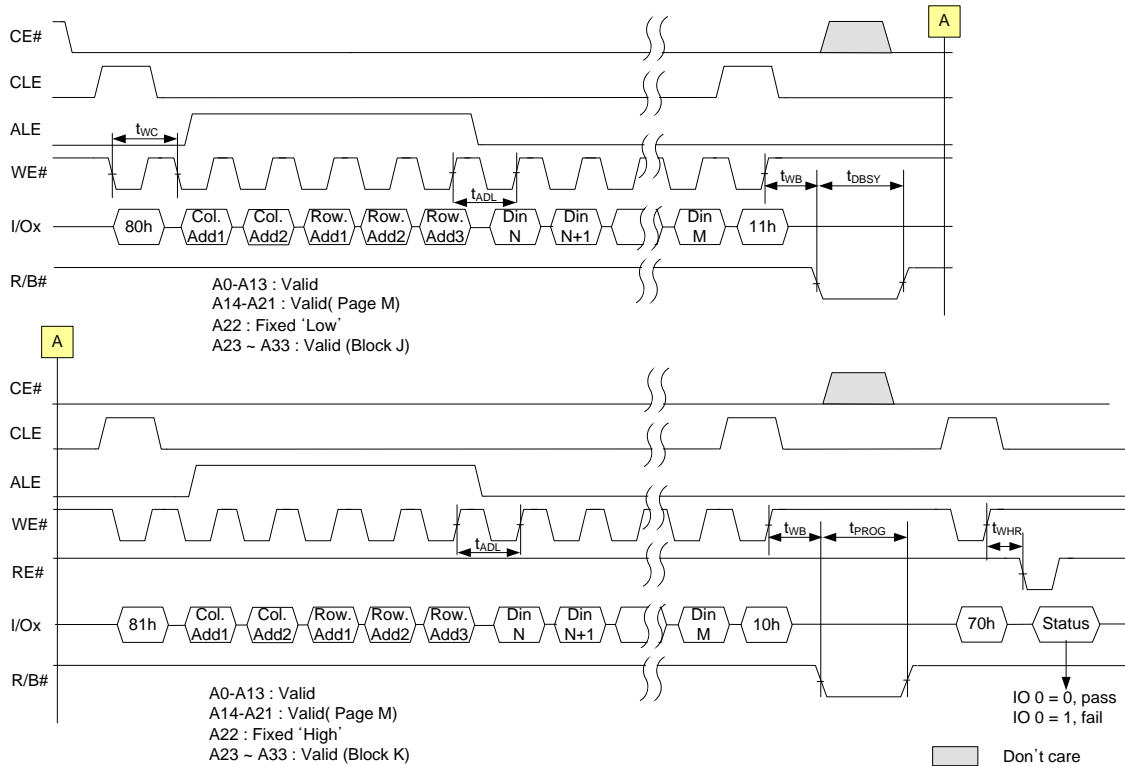 A
CE#
CLE
ALE
tWC
WE#
tADL
tWB
tDBSY
I/Ox
80h
Col. Add1
Col. Add2
Row. Add1
Row. Add2
Row. Add3
Din N
Din N+1
Din M
11h
R/B#
A0-A13 : Valid
A14-A21 : Valid( Page M)
A22 : Fixed ‘Low’
A23 ~ A33 : Valid (Block J)
A
CE#
CLE
ALE
WE#
tADL
tWB
tPROG
tWHR
RE#
I/Ox
81h
Col. Add1
Col. Add2
Row. Add1
Row. Add2
Row. Add3
Din N
Din N+1
Din M
10h
70h
Status
R/B#
A0-A13 : Valid
A14-A21 : Valid( Page M)
A22 : Fixed ‘High’
A23 ~ A33 : Valid (Block K)
IO 0 = 0, pass
IO 0 = 1, fail
Don’t care